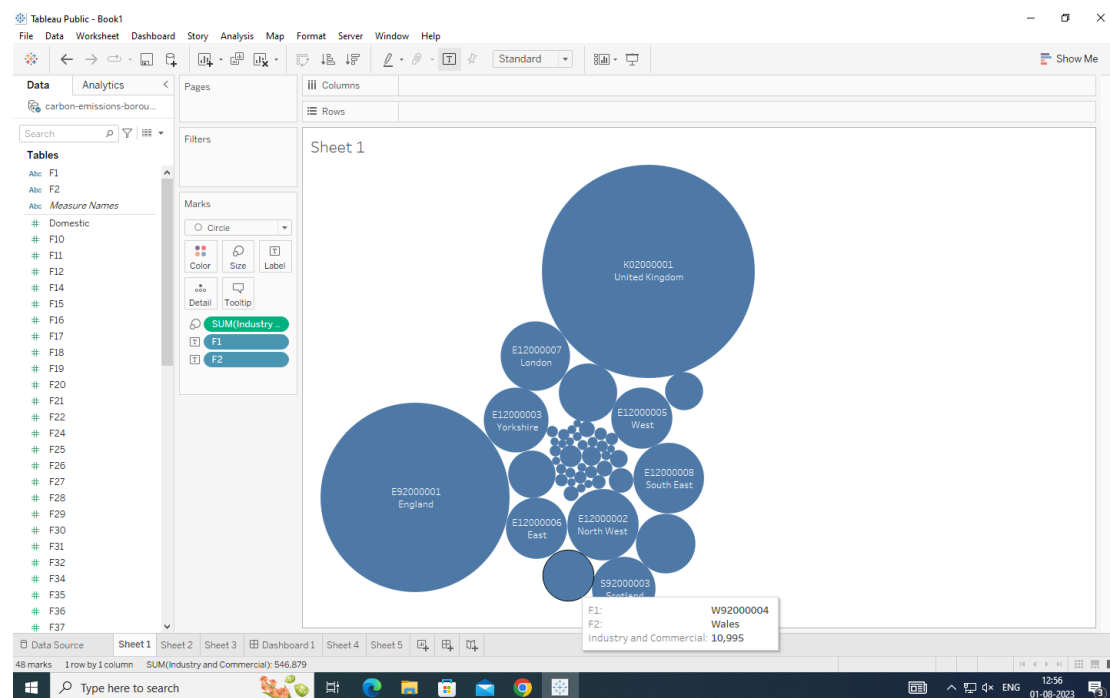 Tableau Public - Book1
File Data Worksheet Dashboard Story Analysis Map Format Server Window Help
Standard
Show Me
Data Analytics
Pages
Columns
carbon-emissions-borou...
Rows
Search
Filters
Sheet 1
Tables
Abc F1
Abc F2
Abc Measure Names
# Domestic
# F10
# F11
# F12
# F14
# F15
# F16
# F17
# F18
# F19
# F20
# F21
# F22
# F24
# F25
# F26
# F27
# F28
# F29
# F30
# F31
# F32
# F34
# F35
# F36
# F37
Marks
Circle
Color Size Label
Detail Tooltip
SUM(Industry ..
F1
F2
K02000001
United Kingdom
E12000007
London
E12000003
Yorkshire
E12000005
West
E12000008
South East
E92000001
England
E12000006
East
E12000002
North West
S92000003
Scotland
F1: W92000004
F2: Wales
Industry and Commercial: 10,995
Data Source Sheet 1 Sheet 2 Sheet 3 Dashboard 1 Sheet 4 Sheet 5
48 marks 1 row by 1 column SUM(Industry and Commercial): 546,879
Type here to search
ENG
12:56
01-08-2023